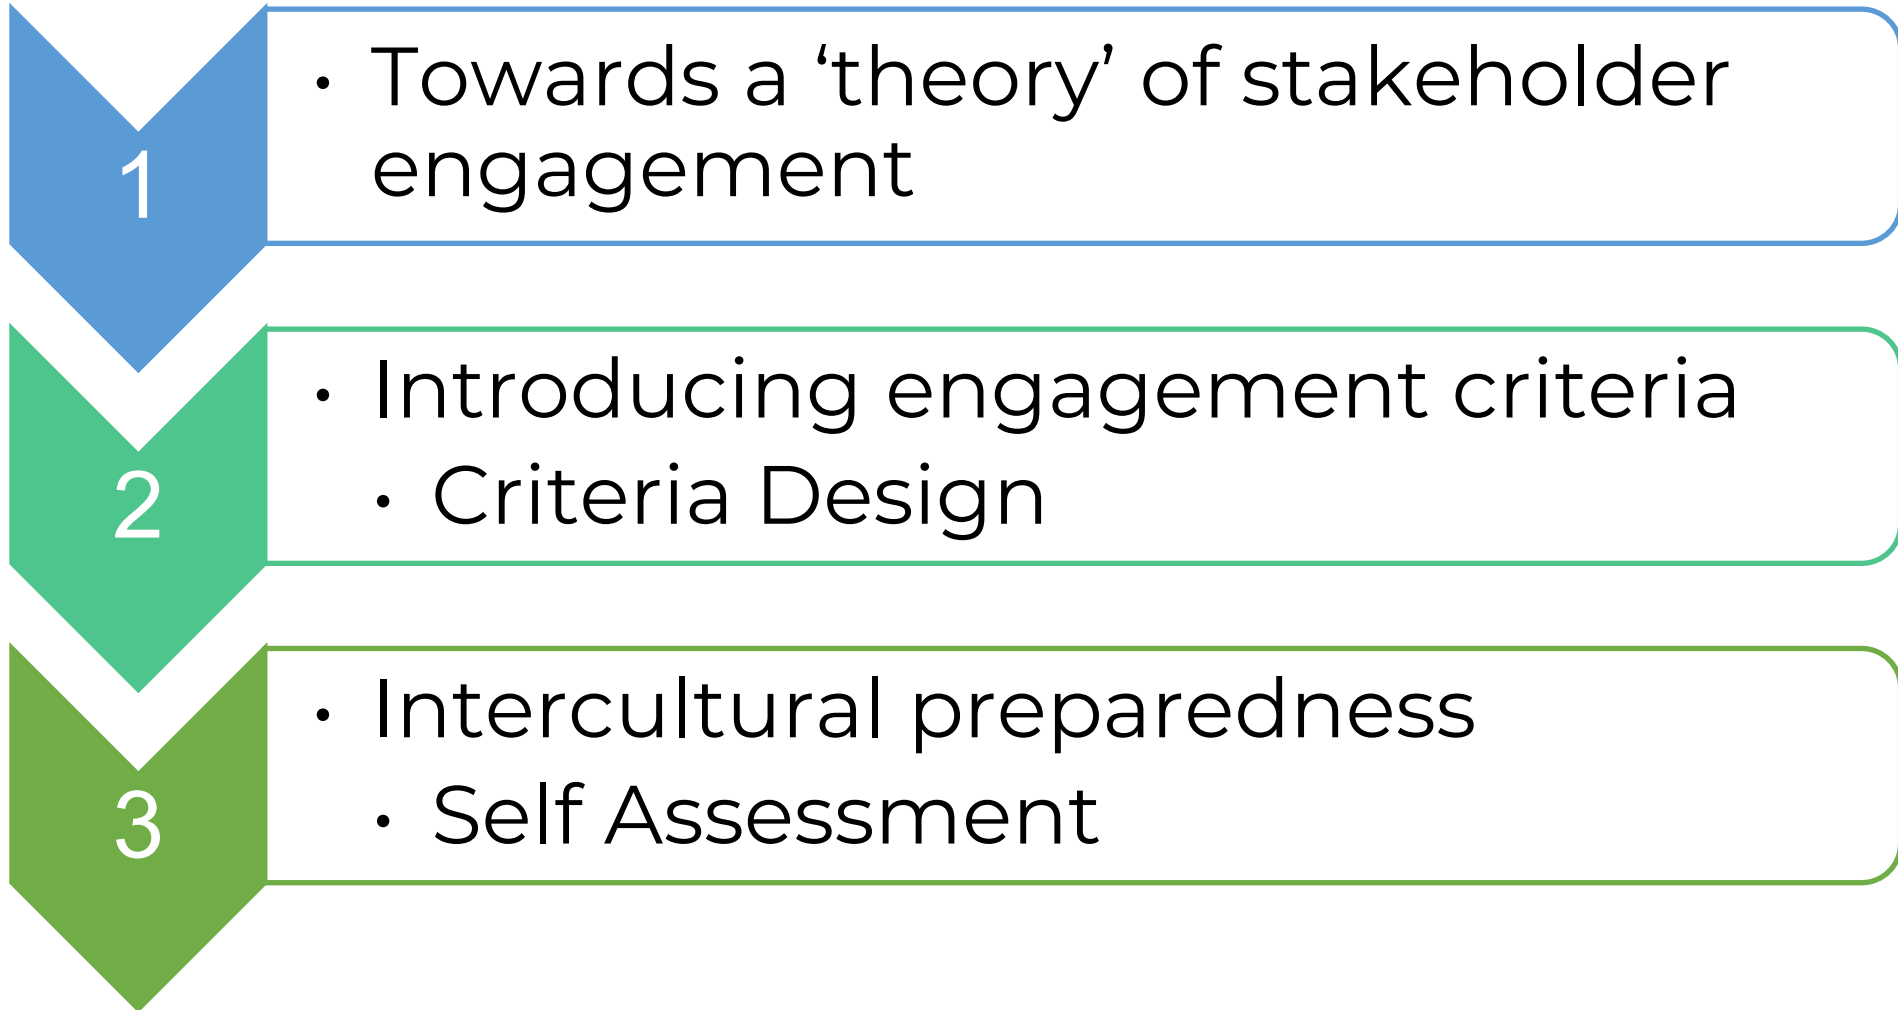 1
• Towards a ‘theory’ of stakeholder
engagement
2
• Introducing engagement criteria
• Criteria Design
3
• Intercultural preparedness
• Self Assessment